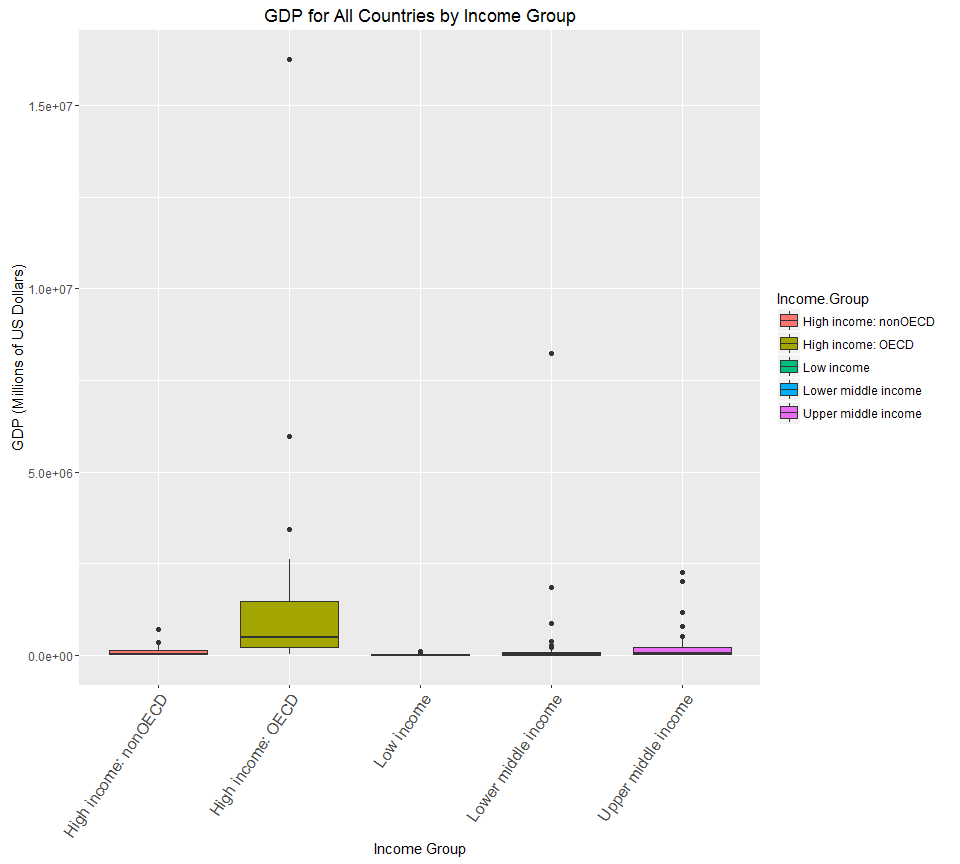 GDP for All Countries by Income Group
GDP (Millions of US Dollars)
1.5e+07
1.0e+07
5.0e+06
0.0e+00
High income: nonOECD
High income: OECD
Low income
Lower middle income
Upper middle income
Income Group
Income.Group
High income: nonOECD
High income: OECD
Low income
Lower middle income
Upper middle income